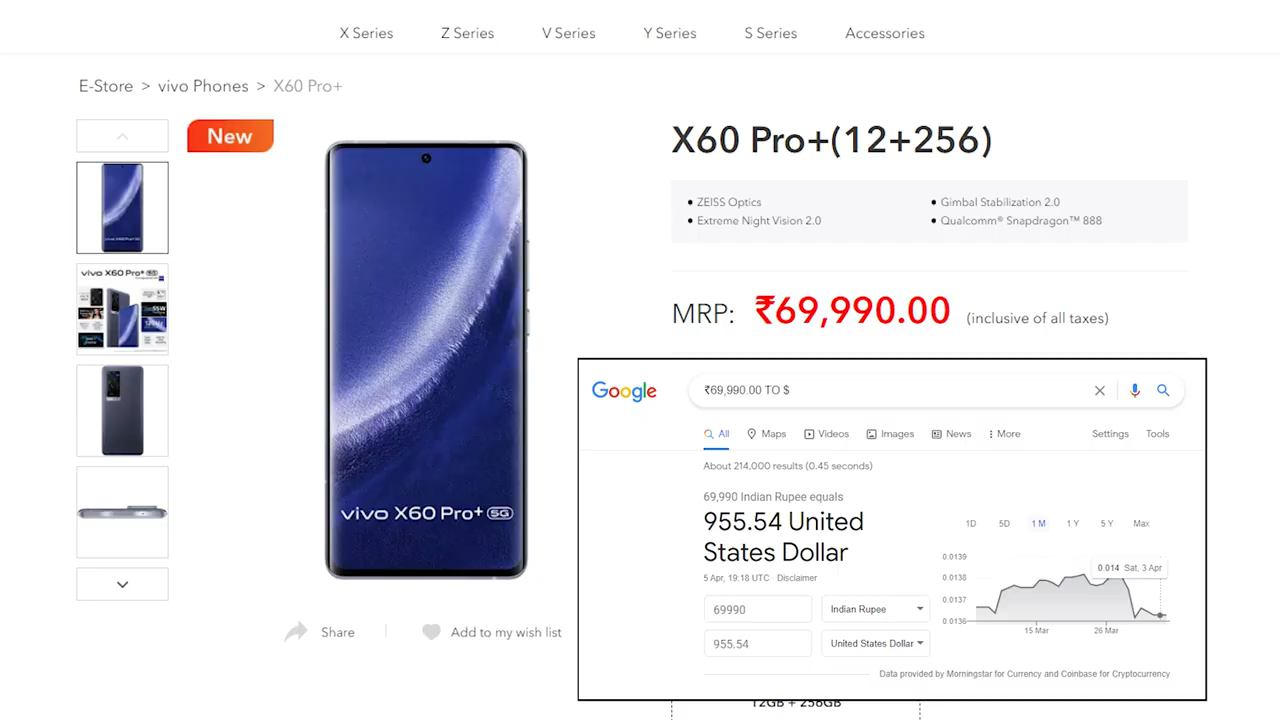 X Series Z Series V Series Y Series S Series Accessories
E-Store > vivo Phones > X60 Pro+
New
vivo X60 Pro+ 5G
vivo X60 Pro+ 5G
Share
Add to my wish list
X60 Pro+(12+256)
• ZEISS Optics • Gimbal Stabilization 2.0
• Extreme Night Vision 2.0 • Qualcomm® Snapdragon™ 888
MRP: ₹69,990.00 (inclusive of all taxes)
Google
₹69,990.00 TO $
All Maps Videos Images News More Settings Tools
About 214,000 results (0.45 seconds)
69,990 Indian Rupee equals
955.54 United
States Dollar
5 Apr, 19:18 UTC · Disclaimer
69990 Indian Rupee
955.54 United States Dollar
1D 5D 1M 1Y 5Y Max
0.0139
0.014 Sat, 3 Apr
0.0138
0.0137
0.0136
15 Mar 26 Mar
Data provided by Morningstar for Currency and Coinbase for Cryptocurrency
12GB + 256GB